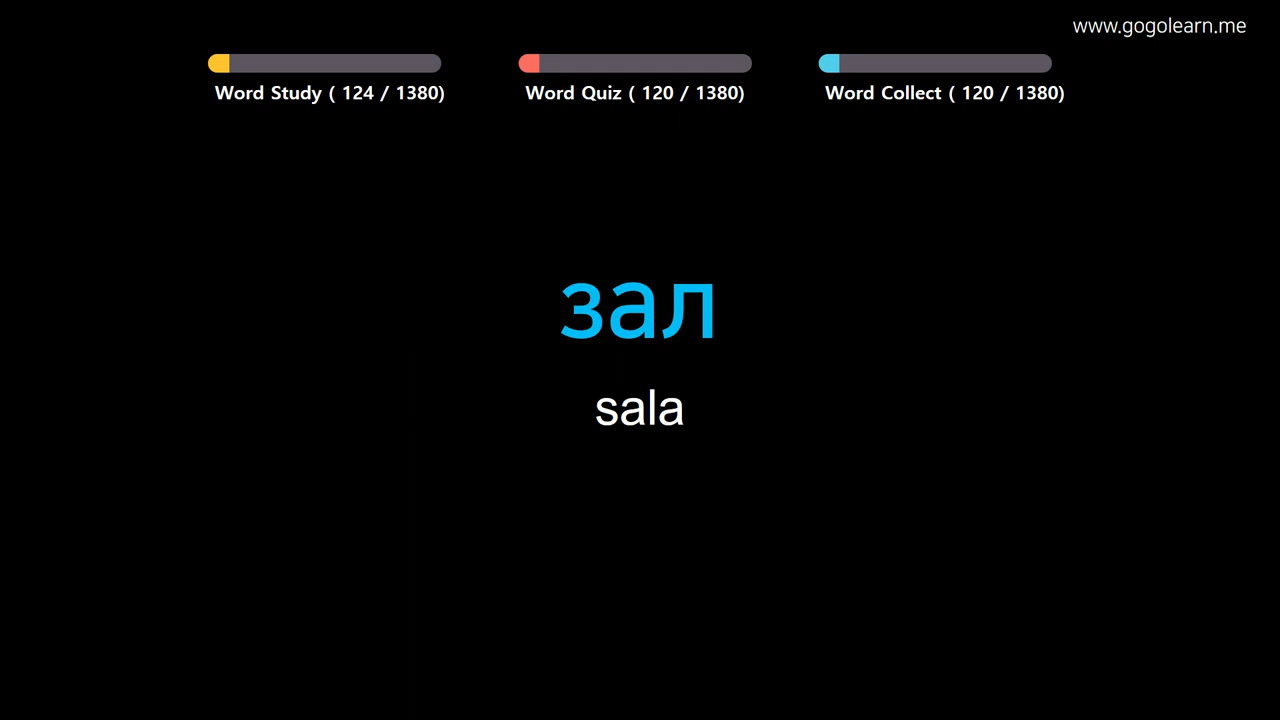 www.gogolearn.me
Word Study ( 124 / 1380)
Word Quiz ( 120 / 1380)
Word Collect ( 120 / 1380)
зал
sala